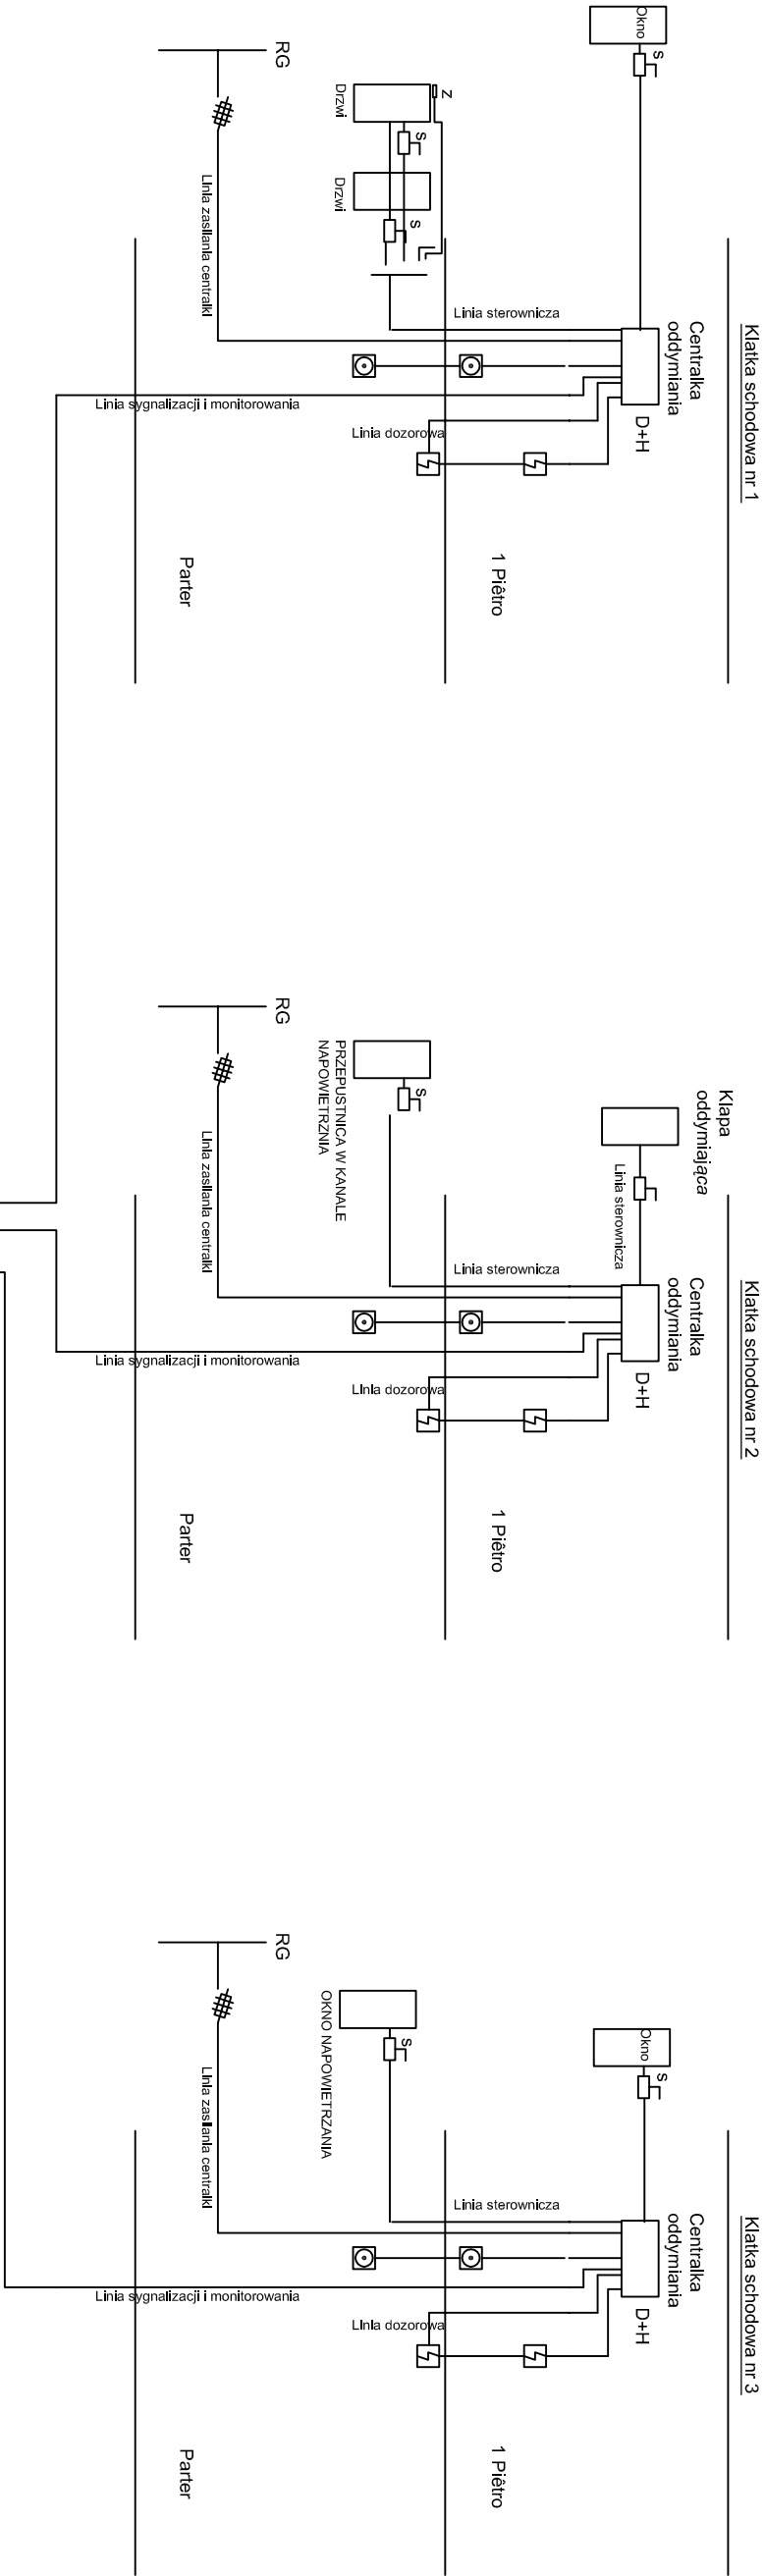 Klatka schodowa nr 1
Okno
S
Centralka
oddymiania
D+H
1 Piêtro
Linia sterownicza
Z
Drzwi
S
Drzwi
S
Linia dozorowa
RG
Linia zasilania centralki
Linia sygnalizacji i monitorowania
Parter
Klatka schodowa nr 2
Klapa
oddymiająca
Linia sterownicza
Centralka
oddymiania
D+H
1 Piêtro
Linia sterownicza
S
PRZEPUSTNICA W KANALE
NAPOWIETRZNIA
Linia dozorowa
RG
Linia zasilania centralki
Linia sygnalizacji i monitorowania
Parter
Klatka schodowa nr 3
Okno
S
Centralka
oddymiania
D+H
1 Piêtro
Linia sterownicza
S
OKNO NAPOWIETRZANIA
Linia dozorowa
RG
Linia zasilania centralki
Linia sygnalizacji i monitorowania
Parter